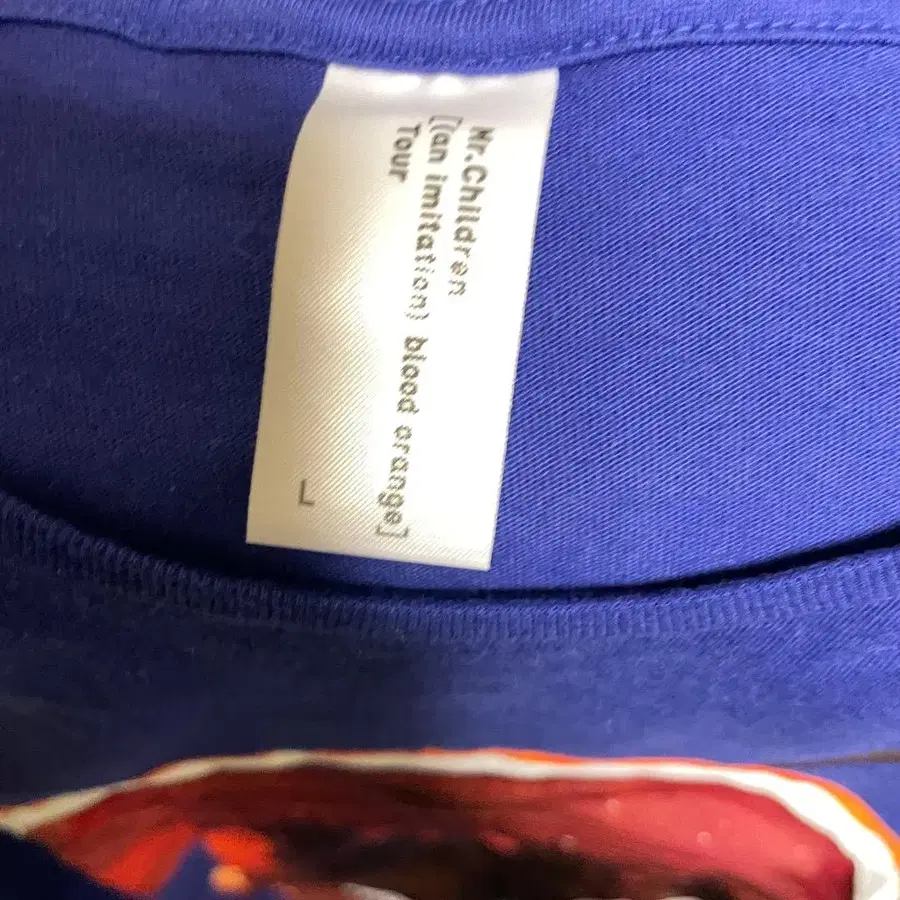 Mr.Children
[(an imitation) blood orange]
Tour
L